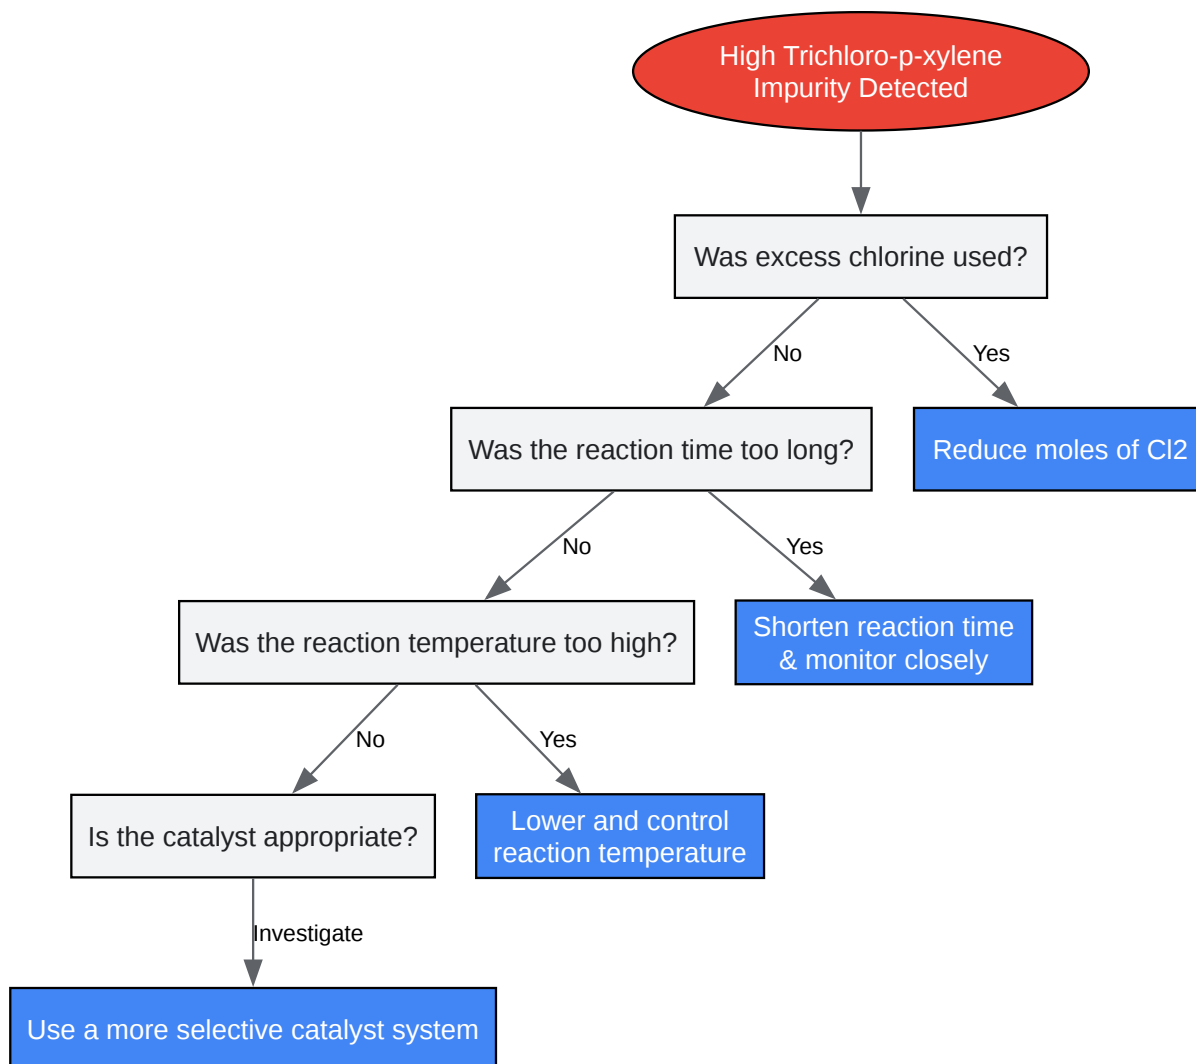 High Trichloro-p-xylene
Impurity Detected
Was excess chlorine used?
No
Yes
Was the reaction time too long?
Reduce moles of Cl2
No
Yes
Was the reaction temperature too high?
Shorten reaction time
& monitor closely
No
Yes
Is the catalyst appropriate?
Lower and control
reaction temperature
Investigate
Use a more selective catalyst system